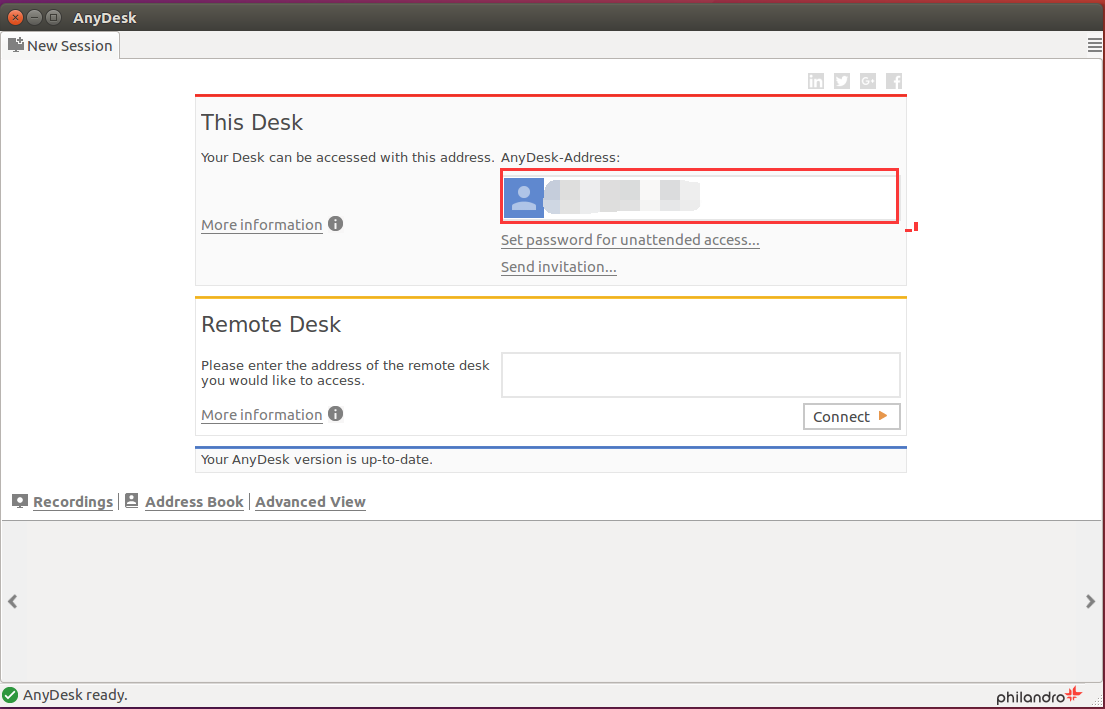 AnyDesk
New Session
This Desk
Your Desk can be accessed with this address.
AnyDesk-Address:
More information
Set password for unattended access...
Send invitation...
Remote Desk
Please enter the address of the remote desk
you would like to access.
More information
Connect
Your AnyDesk version is up-to-date.
Recordings
Address Book
Advanced View
AnyDesk ready.
philandro